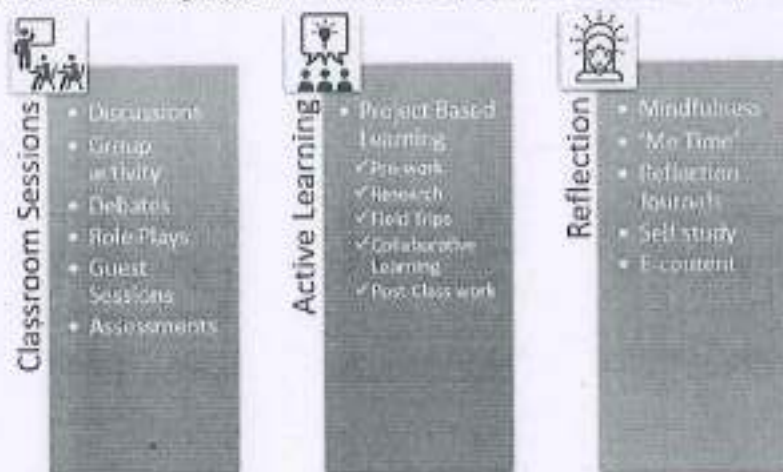 Classroom Sessions
• Discussions
• Group
activity
• Debates
• Role Plays
• Guest
Sessions
• Assessments
Active Learning
• Project Based
Learning
✓Pre-work
✓Research
✓Field Trips
✓Collaborative
Learning
✓Post Class work
Reflection
• Mindfulness
• 'Me Time'
• Reflection
Journals
• Self study
• E-content